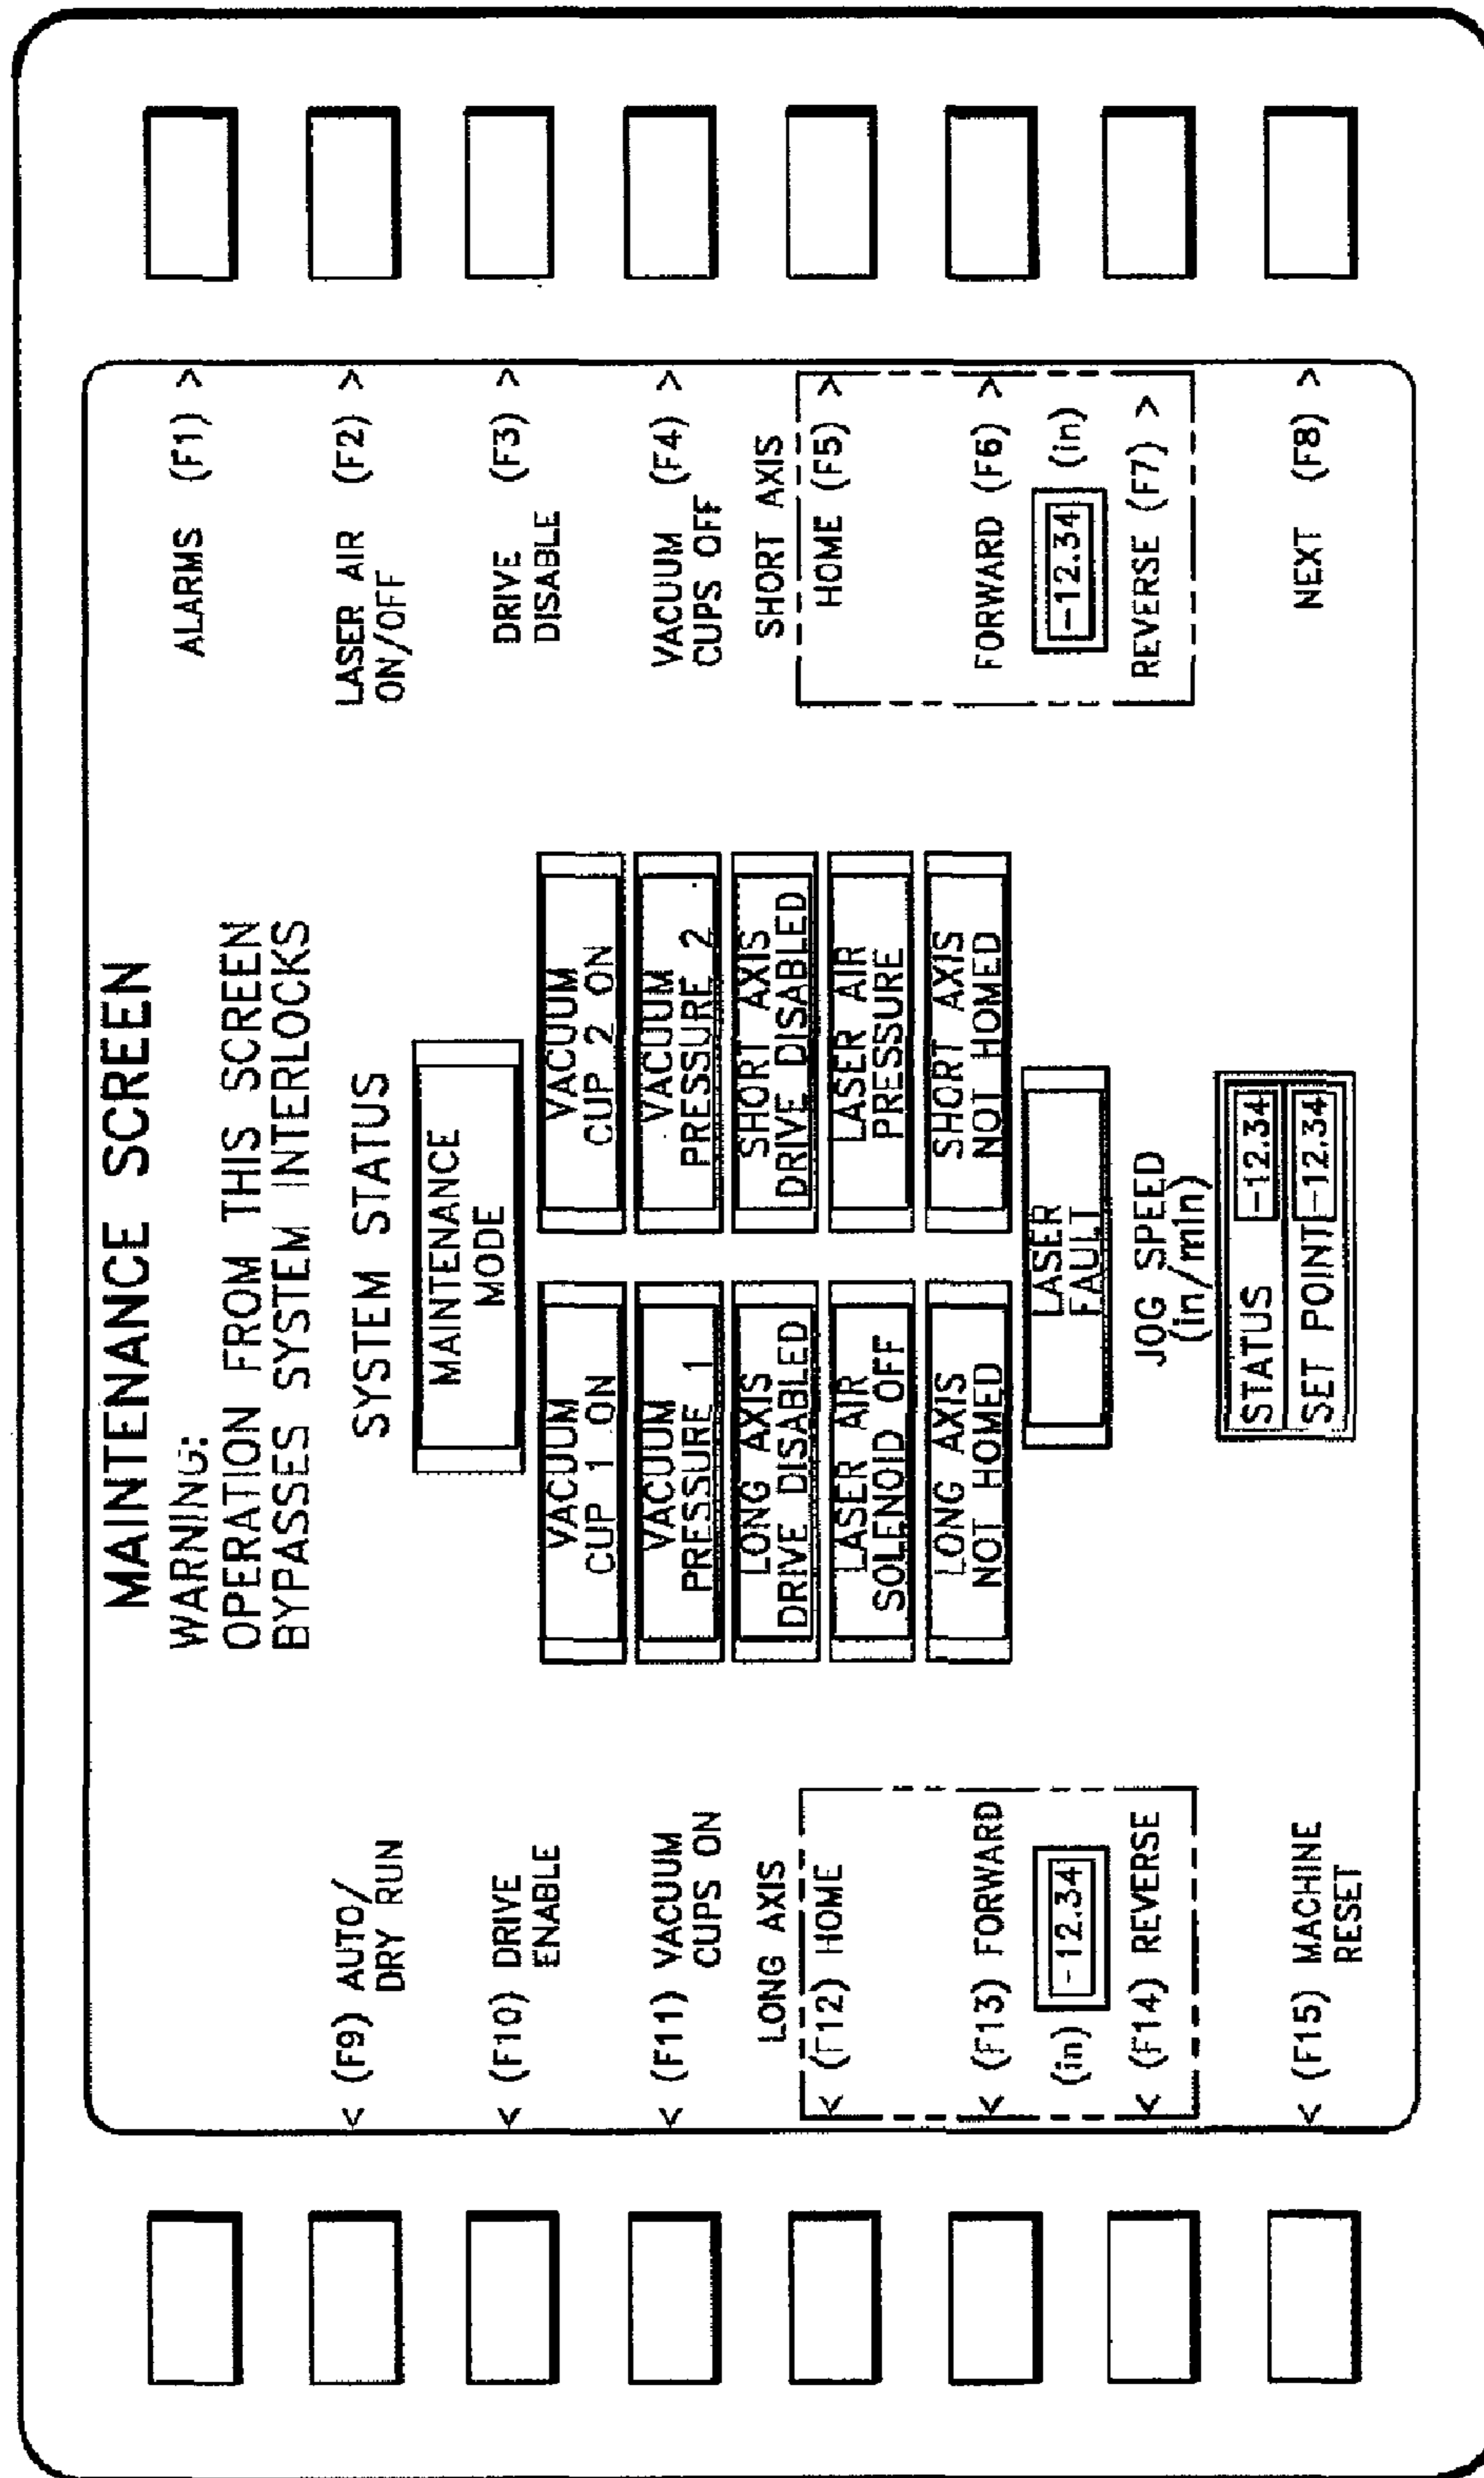 MAINTENANCE SCREEN
WARNING:
OPERATION FROM THIS SCREEN
BYPASSES SYSTEM INTERLOCKS
SYSTEM STATUS
MAINTENANCE
MODE
VACUUM
CUP 1 ON
VACUUM
CUP 2 ON
VACUUM
PRESSURE 1
VACUUM
PRESSURE 2
LONG AXIS
DRIVE DISABLED
SHORT AXIS
DRIVE DISABLED
LASER AIR
SOLENOID OFF
LASER AIR
PRESSURE
LONG AXIS
NOT HOMED
SHORT AXIS
NOT HOMED
LASER
FAULT
JOG SPEED
(in/min)
STATUS -12.34
SET POINT -12.34
< (F9) AUTO/
DRY RUN
< (F10) DRIVE
ENABLE
< (F11) VACUUM
CUPS ON
LONG AXIS
< (F12) HOME
< (F13) FORWARD
(in) -12.34
< (F14) REVERSE
< (F15) MACHINE
RESET
ALARMS (F1) >
LASER AIR (F2) >
ON/OFF
DRIVE (F3) >
DISABLE
VACUUM (F4) >
CUPS OFF
SHORT AXIS
HOME (F5) >
FORWARD (F6) >
-12.34 (in)
REVERSE (F7) >
NEXT (F8) >